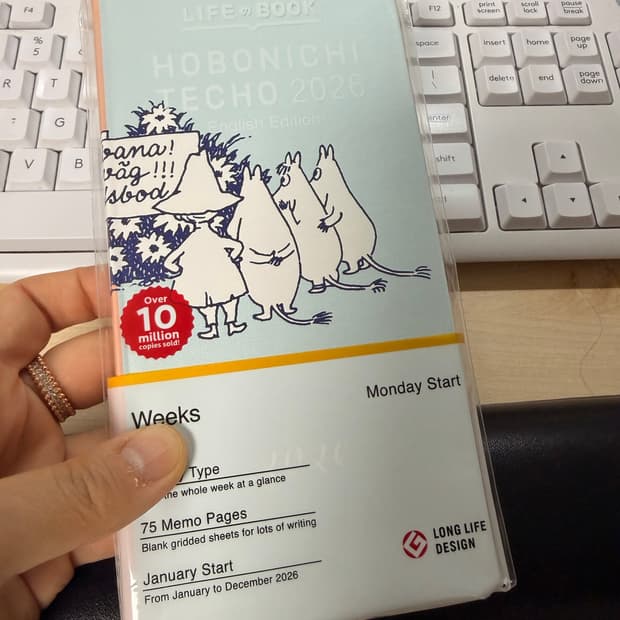 LIFE is BOOK
HOBONICHI
TECHO 2026
English Edition
!!!
Over
10
million
copies sold!
Monday Start
Weeks
Type
the whole week at a glance
75 Memo Pages
Blank gridded sheets for lots of writing
January Start
From January to December 2026
LONG LIFE
DESIGN
F4
%
5
R
T
F
G
V
B
F12
print
screen
scroll
lock
pause
break
insert
home
page
up
delete
end
page
down
enter
shift